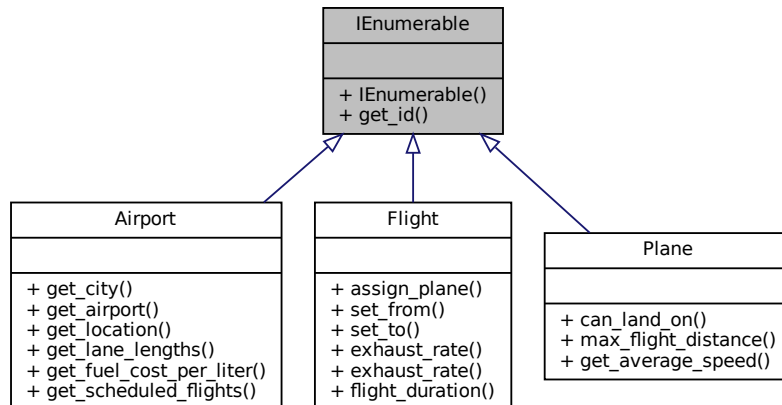 IEnumerable
+ IEnumerable()
+ get_id()
Airport
+ get_city()
+ get_airport()
+ get_location()
+ get_lane_lengths()
+ get_fuel_cost_per_liter()
+ get_scheduled_flights()
Flight
+ assign_plane()
+ set_from()
+ set_to()
+ exhaust_rate()
+ exhaust_rate()
+ flight_duration()
Plane
+ can_land_on()
+ max_flight_distance()
+ get_average_speed()